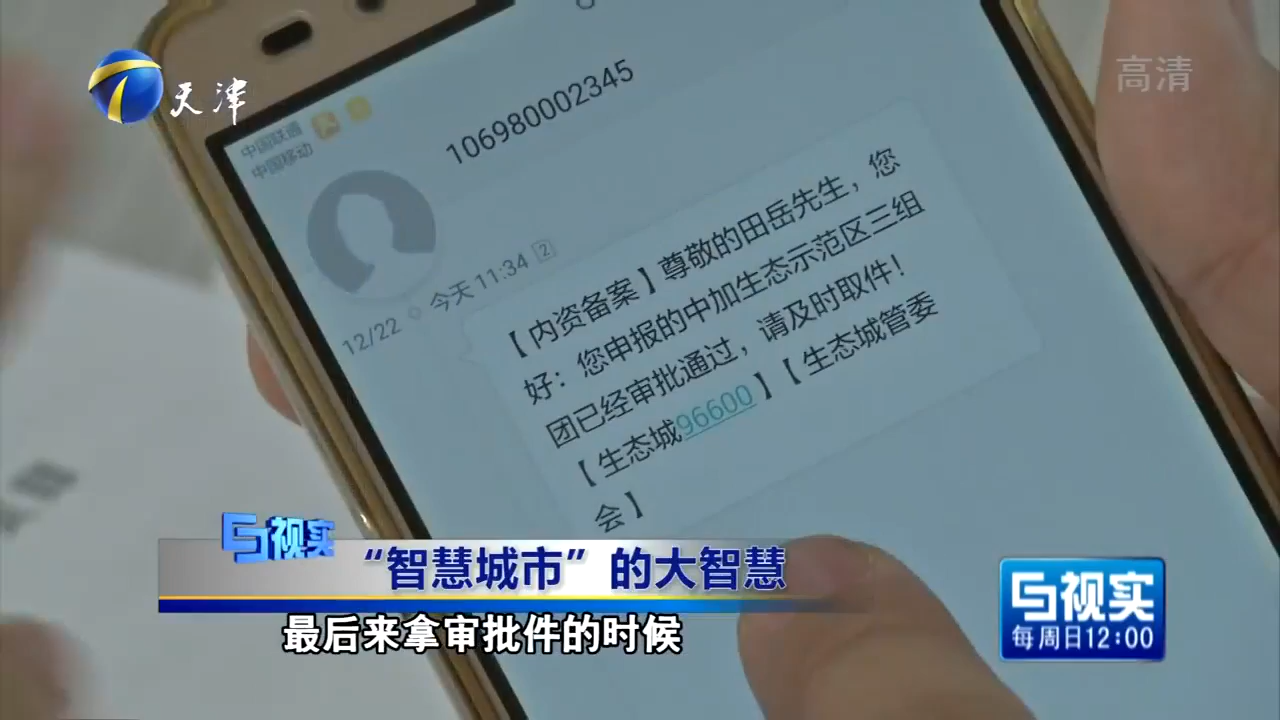 天津
高清
中国联通
中国移动
106980002345
12/22
今天 11:34 2
【内资备案】尊敬的田岳先生，您
好：您申报的中加生态示范区三组
团已经审批通过，请及时取件！
【生态城96600】【生态城管委
会】
视实
“智慧城市”的大智慧
最后来拿审批件的时候
视实
每周日12:00